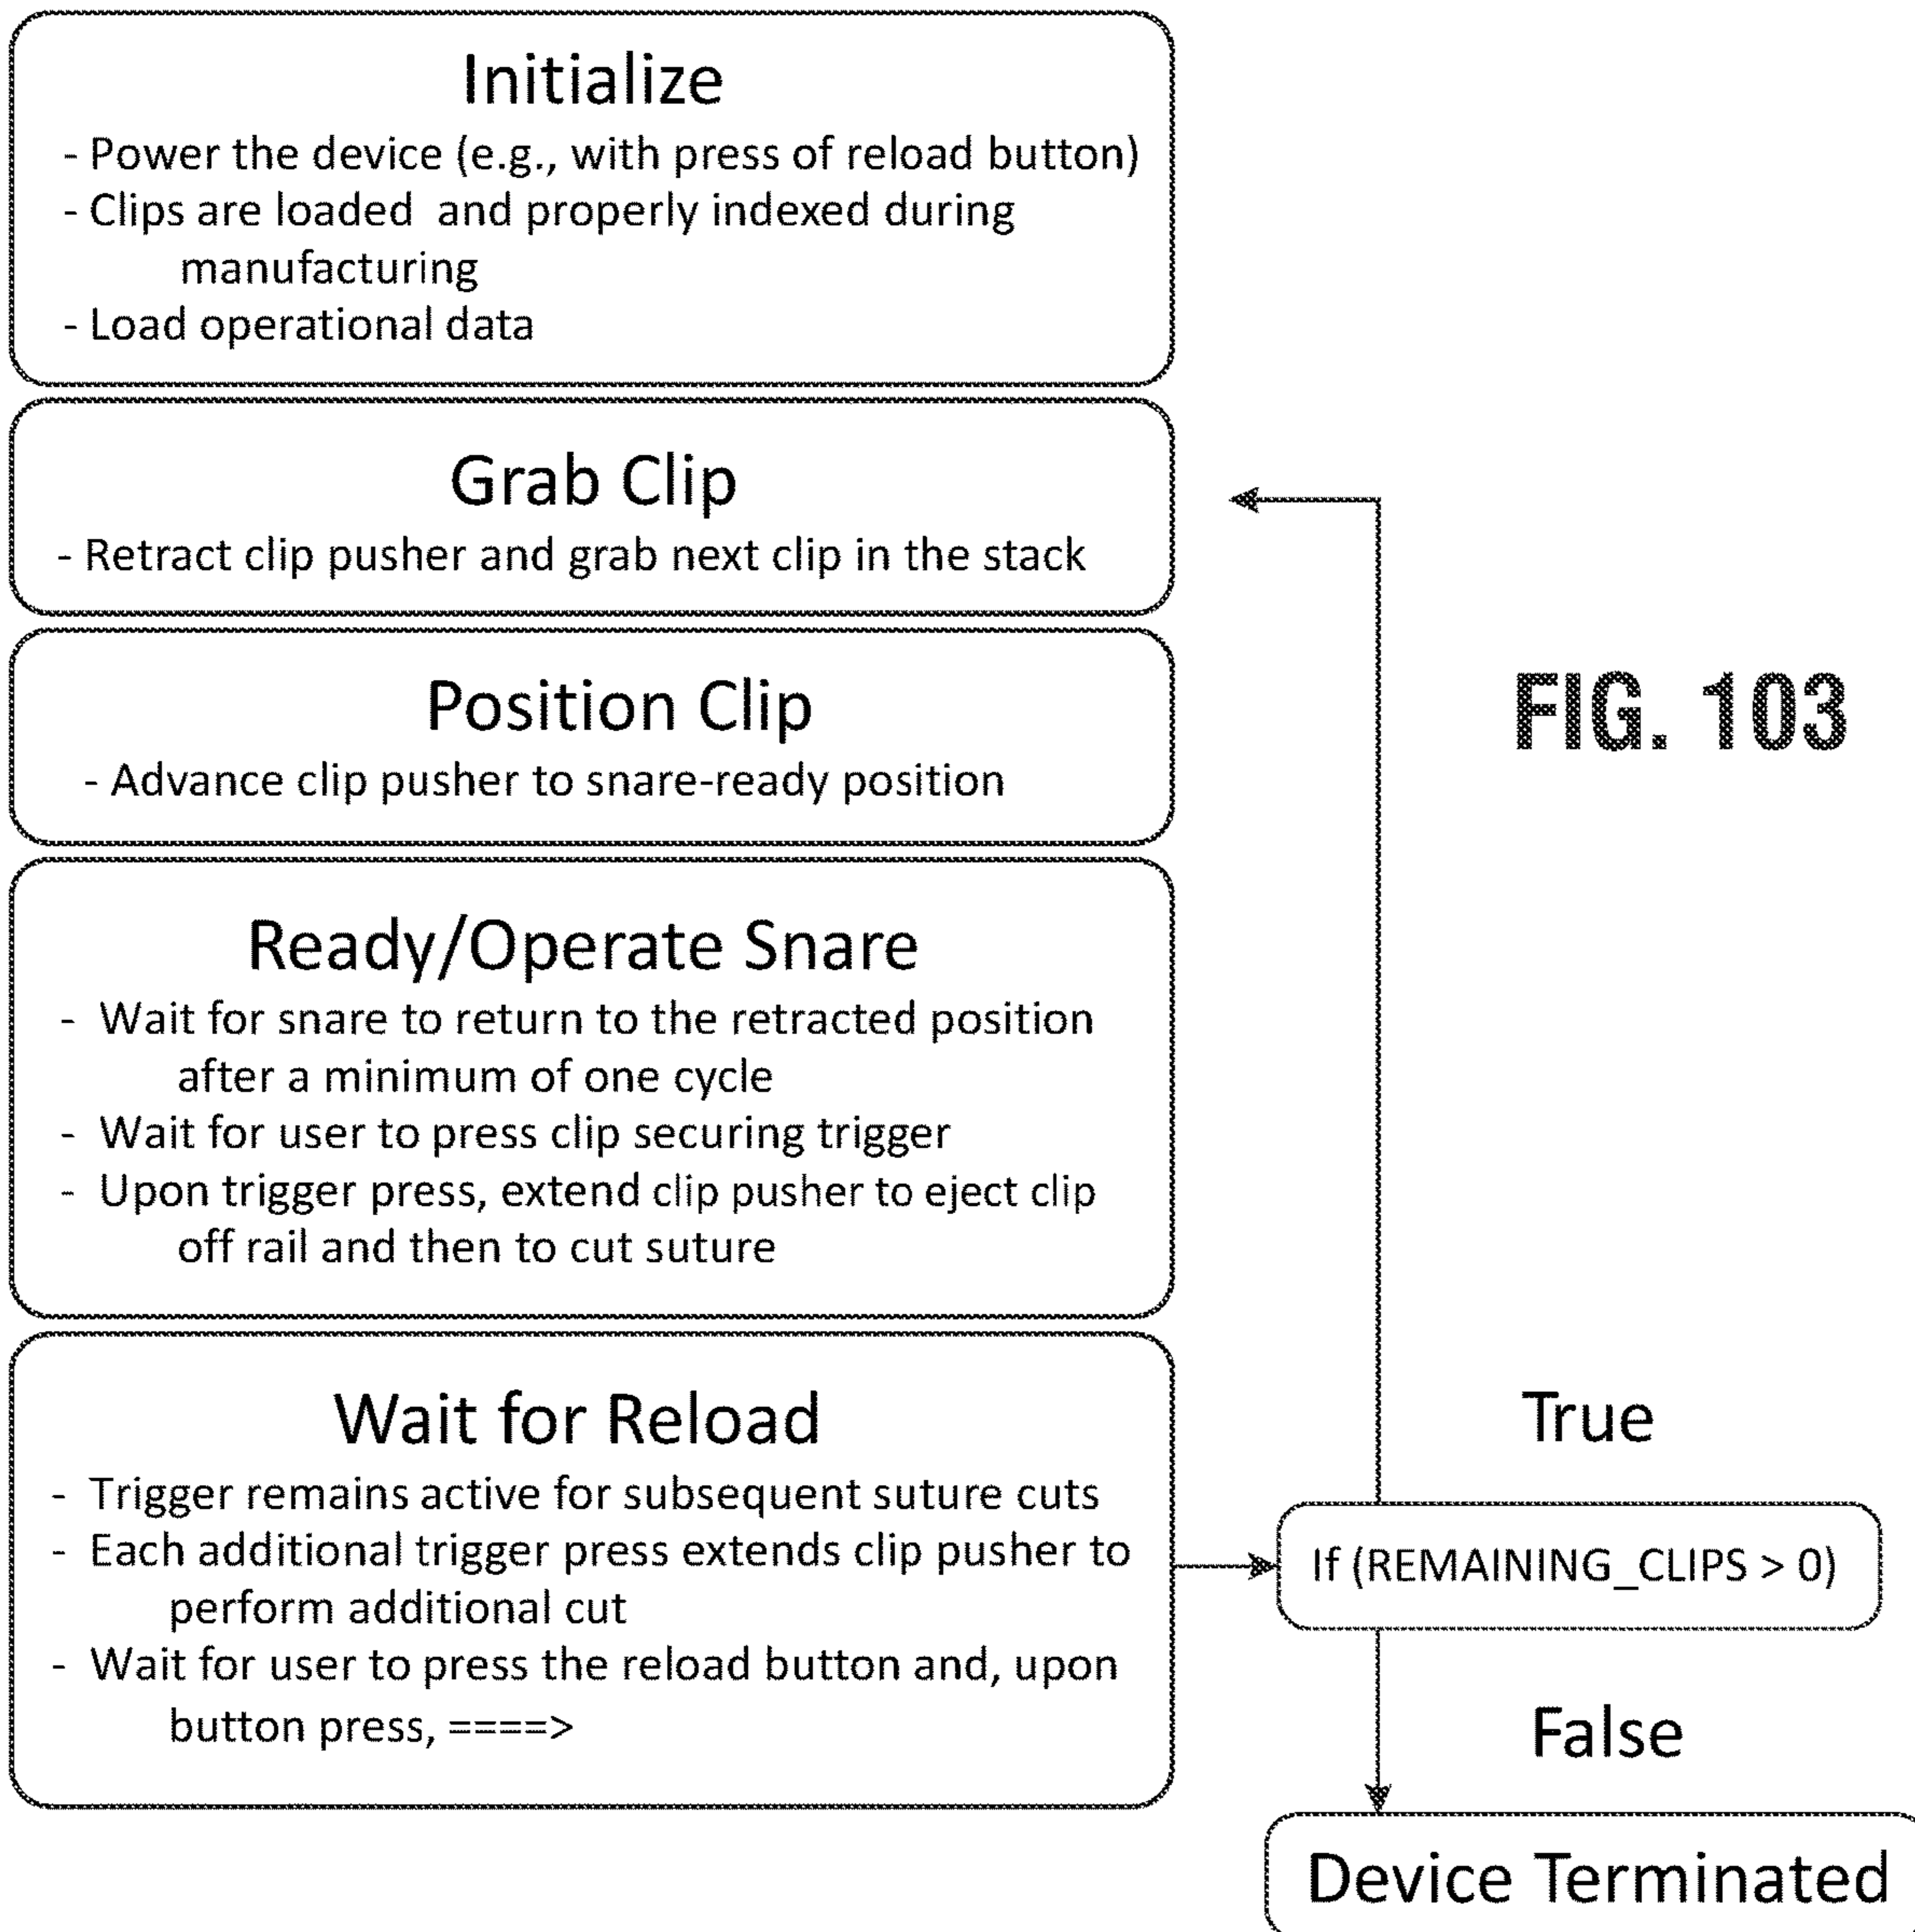 Initialize
- Power the device (e.g., with press of reload button)
- Clips are loaded and properly indexed during
manufacturing
- Load operational data
Grab Clip
- Retract clip pusher and grab next clip in the stack
Position Clip
- Advance clip pusher to snare-ready position
FIG. 103
Ready/Operate Snare
- Wait for snare to return to the retracted position
after a minimum of one cycle
- Wait for user to press clip securing trigger
- Upon trigger press, extend clip pusher to eject clip
off rail and then to cut suture
Wait for Reload
- Trigger remains active for subsequent suture cuts
- Each additional trigger press extends clip pusher to
perform additional cut
- Wait for user to press the reload button and, upon
button press, ====>
True
If (REMAINING_CLIPS > 0)
False
Device Terminated